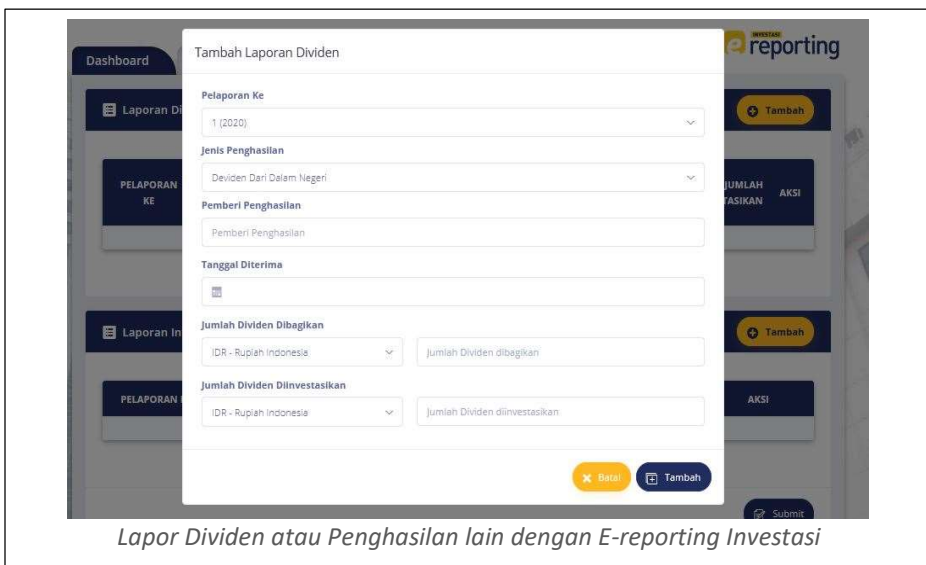 Dashboard
INVESTASI
e reporting
Laporan Di
Tambah
PELAPORAN
KE
JUMLAH
TASIKAN
AKSI
Tambah Laporan Dividen
Pelaporan Ke
1 (2020)
Jenis Penghasilan
Deviden Dari Dalam Negeri
Pemberi Penghasilan
Pemberi Penghasilan
Tanggal Diterima
Jumlah Dividen Dibagikan
IDR - Rupiah Indonesia
Jumlah Dividen dibagikan
Jumlah Dividen Diinvestasikan
IDR - Rupiah Indonesia
Jumlah Dividen diinvestasikan
Batal
Tambah
Laporan In
Tambah
PELAPORAN
AKSI
Submit
Lapor Dividen atau Penghasilan lain dengan E-reporting Investasi